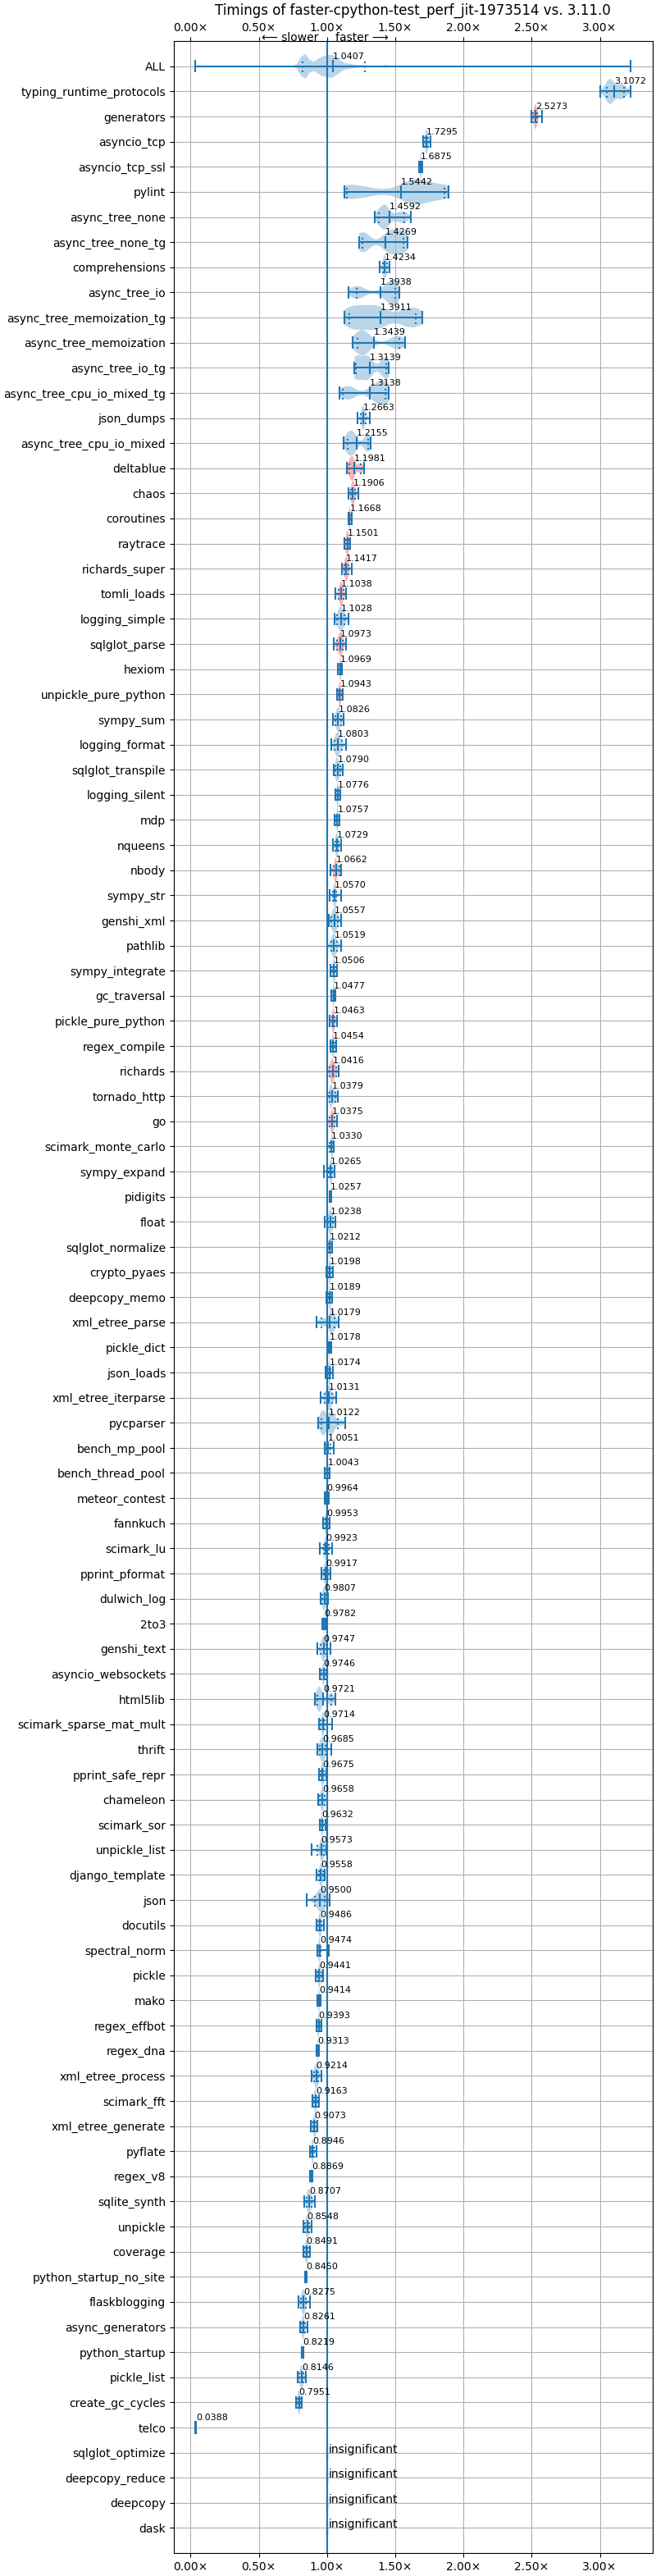 Timings of faster-cpython-test_perf_jit-1973514 vs. 3.11.0
0.00× 0.50× 1.00× 1.50× 2.00× 2.50× 3.00×
⟵ slower faster ⟶
ALL 1.0407
typing_runtime_protocols 3.1072
generators 2.5273
asyncio_tcp 1.7295
asyncio_tcp_ssl 1.6875
pylint 1.5442
async_tree_none 1.4592
async_tree_none_tg 1.4269
comprehensions 1.4234
async_tree_io 1.3938
async_tree_memoization_tg 1.3911
async_tree_memoization 1.3439
async_tree_io_tg 1.3139
async_tree_cpu_io_mixed_tg 1.3138
json_dumps 1.2663
async_tree_cpu_io_mixed 1.2155
deltablue 1.1981
chaos 1.1906
coroutines 1.1668
raytrace 1.1501
richards_super 1.1417
tomli_loads 1.1038
logging_simple 1.1028
sqlglot_parse 1.0973
hexiom 1.0969
unpickle_pure_python 1.0943
sympy_sum 1.0826
logging_format 1.0803
sqlglot_transpile 1.0790
logging_silent 1.0776
mdp 1.0757
nqueens 1.0729
nbody 1.0662
sympy_str 1.0570
genshi_xml 1.0557
pathlib 1.0519
sympy_integrate 1.0506
gc_traversal 1.0477
pickle_pure_python 1.0463
regex_compile 1.0454
richards 1.0416
tornado_http 1.0379
go 1.0375
scimark_monte_carlo 1.0330
sympy_expand 1.0265
pidigits 1.0257
float 1.0238
sqlglot_normalize 1.0212
crypto_pyaes 1.0198
deepcopy_memo 1.0189
xml_etree_parse 1.0179
pickle_dict 1.0178
json_loads 1.0174
xml_etree_iterparse 1.0131
pycparser 1.0122
bench_mp_pool 1.0051
bench_thread_pool 1.0043
meteor_contest 0.9964
fannkuch 0.9953
scimark_lu 0.9923
pprint_pformat 0.9917
dulwich_log 0.9807
2to3 0.9782
genshi_text 0.9747
asyncio_websockets 0.9746
html5lib 0.9721
scimark_sparse_mat_mult 0.9714
thrift 0.9685
pprint_safe_repr 0.9675
chameleon 0.9658
scimark_sor 0.9632
unpickle_list 0.9573
django_template 0.9558
json 0.9500
docutils 0.9486
spectral_norm 0.9474
pickle 0.9441
mako 0.9414
regex_effbot 0.9393
regex_dna 0.9313
xml_etree_process 0.9214
scimark_fft 0.9163
xml_etree_generate 0.9073
pyflate 0.8946
regex_v8 0.8869
sqlite_synth 0.8707
unpickle 0.8548
coverage 0.8491
python_startup_no_site 0.8450
flaskblogging 0.8275
async_generators 0.8261
python_startup 0.8219
pickle_list 0.8146
create_gc_cycles 0.7951
telco 0.0388
sqlglot_optimize insignificant
deepcopy_reduce insignificant
deepcopy insignificant
dask insignificant
0.00× 0.50× 1.00× 1.50× 2.00× 2.50× 3.00×